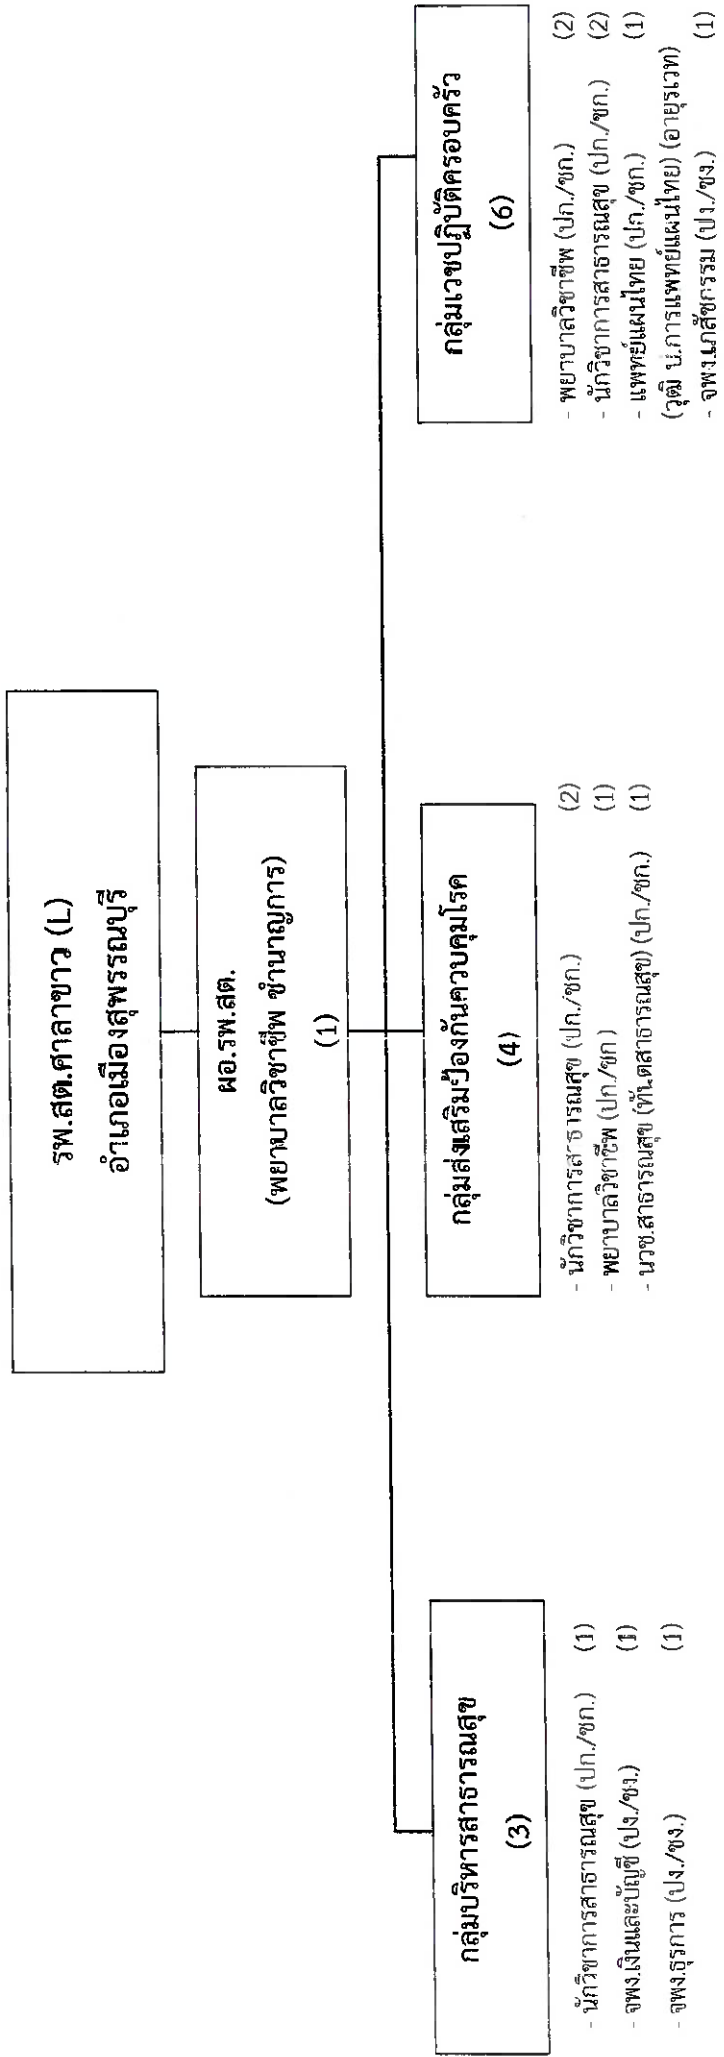 รพ.สต.ศาลาขาว (L)
อำเภอเมืองสุพรรณบุรี
ผอ.รพ.สต.
(พยาบาลวิชาชีพ ชำนาญการ)
(1)
กลุ่มบริหารสาธารณสุข
(3)
- นักวิชาการสาธารณสุข (ปก./ชก.) (1)
- จพง.เงินและบัญชี (ปง./ชง.) (1)
- จพง.ธุรการ (ปง./ชง.) (1)
กลุ่มส่งเสริมป้องกันควบคุมโรค
(4)
- นักวิชาการสาธารณสุข (ปก./ชก.) (2)
- พยาบาลวิชาชีพ (ปก./ชก) (1)
- นวช.สาธารณสุข (ทันตสาธารณสุข) (ปก./ชก.) (1)
กลุ่มเวชปฏิบัติครอบครัว
(6)
- พยาบาลวิชาชีพ (ปก./ชก.) (2)
- นักวิชาการสาธารณสุข (ปก./ชก.) (2)
- แพทย์แผนไทย (ปก./ชก.) (1)
(วุฒิ บ.การแพทย์แผนไทย) (อายุรเวท)
- จพง.เภสัชกรรม (ปง./ชง.) (1)